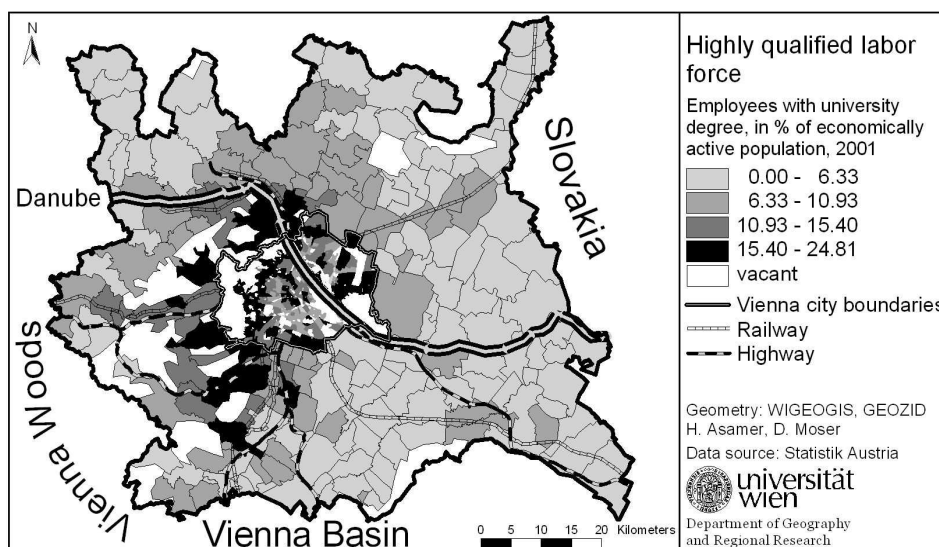 N
Danube
Slovakia
Vienna Woods
Vienna Basin
0 5 10 15 20 Kilometers
Highly qualified labor
force
Employees with university
degree, in % of economically
active population, 2001
0.00 - 6.33
6.33 - 10.93
10.93 - 15.40
15.40 - 24.81
vacant
Vienna city boundaries
Railway
Highway
Geometry: WIGEOGIS, GEOZID
H. Asamer, D. Moser
Data source: Statistik Austria
universität
wien
Department of Geography
and Regional Research